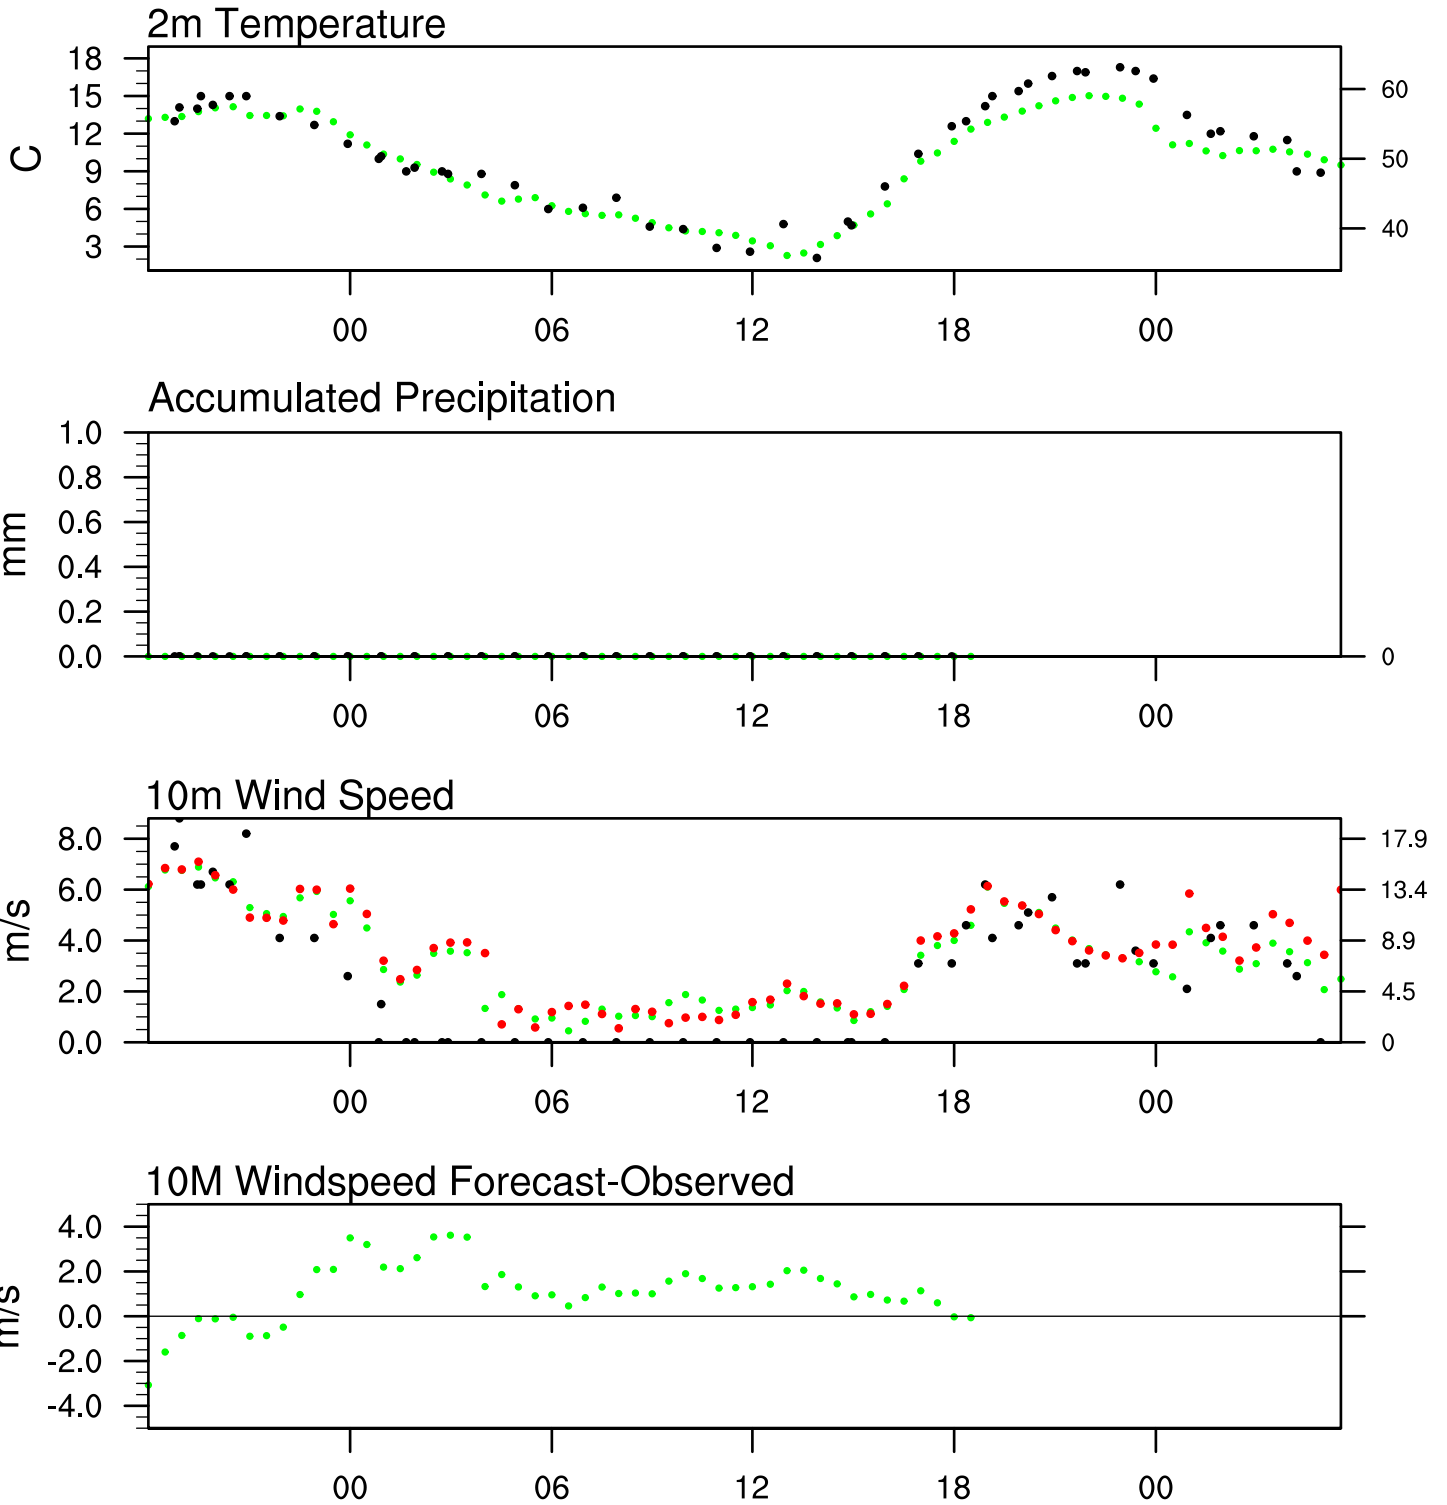 2m Temperature
18
15
12
9
6
3
C
60
50
40
00 06 12 18 00
Accumulated Precipitation
1.0
0.8
0.6
0.4
0.2
0.0
mm
0
00 06 12 18 00
10m Wind Speed
8.0
6.0
4.0
2.0
0.0
m/s
17.9
13.4
8.9
4.5
0
00 06 12 18 00
10M Windspeed Forecast-Observed
4.0
2.0
0.0
-2.0
-4.0
m/s
00 06 12 18 00